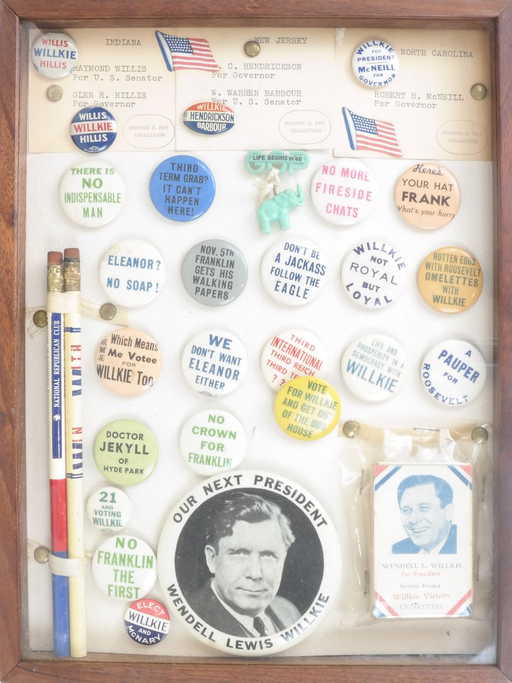 INDIANA
NEW JERSEY
NORTH CAROLINA
RAYMOND WILLIS
For U. S. Senator
C. HENDRICKSON
For Governor
W. WARREN BARBOUR
For U. S. Senator
ROBERT H. McNEILL
For Governor
For Governor
WILLIS
WILLKIE
HILLIS
WILLIS
WILLKIE
HILLIS
WILLKIE
HENDRICKSON
BARBOUR
WILLKIE
FOR
PRESIDENT
McNEILL
FOR
GOVERNOR
THERE IS
NO
INDISPENSABLE
MAN
THIRD
TERM GRAB?
IT CAN'T
HAPPEN
HERE!
LIFE BEGINS IN 40
NO MORE
FIRESIDE
CHATS
Here's
YOUR HAT
FRANK
What's your hurry
ELEANOR?
NO SOAP!
NOV. 5th
FRANKLIN
GETS HIS
WALKING
PAPERS
DON'T BE
A JACKASS
FOLLOW THE
EAGLE
WILLKIE
NOT
ROYAL
BUT
LOYAL
ROTTEN EGGS
WITH ROOSEVELT
OMELETTES
WITH
WILLKIE
NATIONAL REPUBLICAN CLUB
Which Means
Me Votee
FOR
WILLKIE Too
WE
DON'T WANT
ELEANOR
EITHER
THIRD
INTERNATIONAL
THIRD REICH
THIRD
VOTE
FOR WILLKIE
AND GET
OF THE DOG
HOUSE
WILLKIE
A
PAUPER
FOR
ROOSEVELT
DOCTOR
JEKYLL
OF
HYDE PARK
NO
CROWN
FOR
FRANKLIN
21
AND
VOTING
WILLKIE
NO
FRANKLIN
THE
FIRST
ELECT
WILLKIE
AND
McNARY
OUR NEXT PRESIDENT
WENDELL LEWIS WILLKIE
WENDELL L. WILLKIE
For President